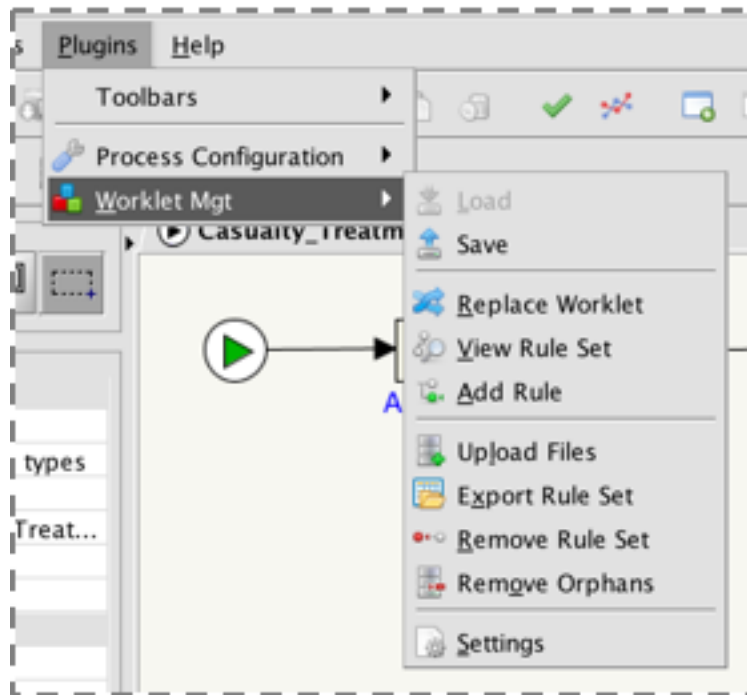 s Plugins Help
Toolbars
Process Configuration
Worklet Mgt
Load
Casualty_Treatm
Save
Replace Worklet
View Rule Set
Add Rule
A
types
Upload Files
Export Rule Set
Treat...
Remove Rule Set
Remove Orphans
Settings